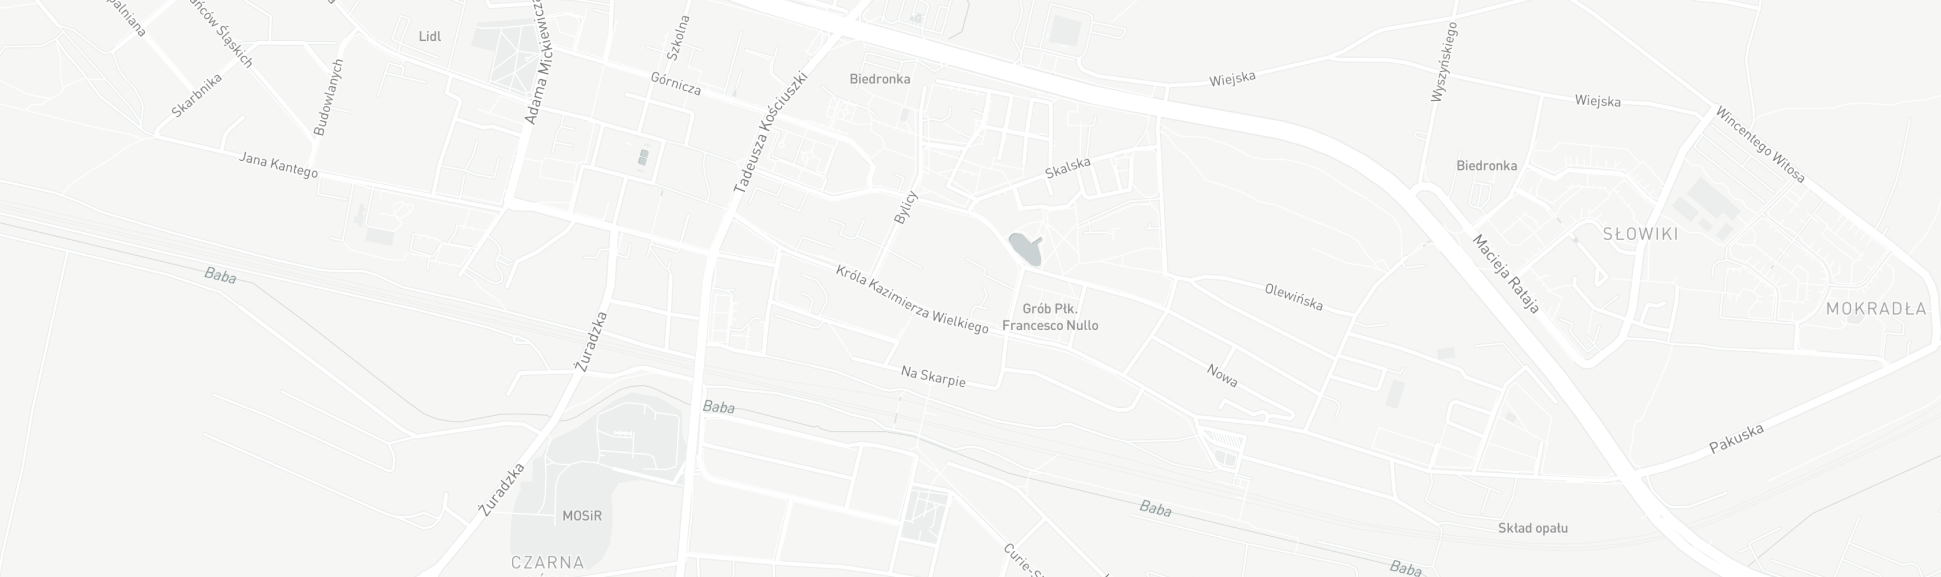 Lidl
Szkolna
Adama Mickiewicza
Śląskich
Budowlanych
Skarbnika
Górnicza
Tadeusza Kościuszki
Biedronka
Wiejska
Wyszyńskiego
Wiejska
Wincentego Witosa
Jana Kantego
Skalska
Biedronka
Bylicy
SŁOWIKI
Macieja Rataja
Baba
Króla Kazimierza Wielkiego
Olewińska
Grób Płk.
Francesco Nullo
MOKRADŁA
Żuradzka
Na Skarpie
Nowa
Baba
Pakuska
Żuradzka
MOSiR
Baba
Skład opału
CZARNA
Baba